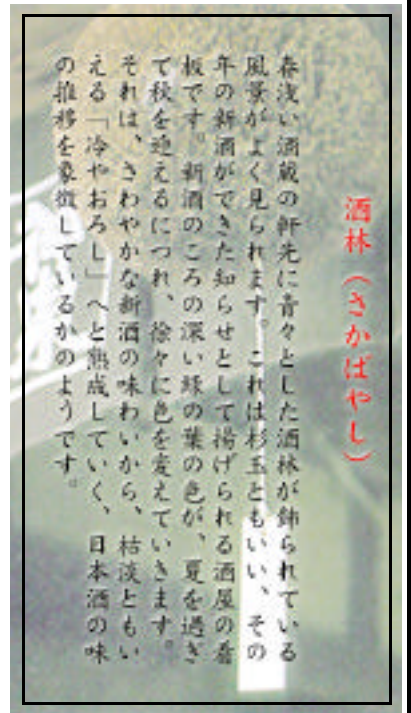 酒林（さかばやし）
春浅い酒蔵の軒先に青々とした酒林が飾られている
風景がよく見られます。これは杉玉ともいい、その
年の新酒ができた知らせとして揚げられる酒屋の看
板です。新酒のころの深い緑の葉の色が、夏を過ぎ
て秋を迎えるにつれ、徐々に色を変えていきます。
それは、さわやかな新酒の味わいから、枯淡ともい
える「冷やおろし」へと熟成していく、日本酒の味
の推移を象徴しているかのようです。